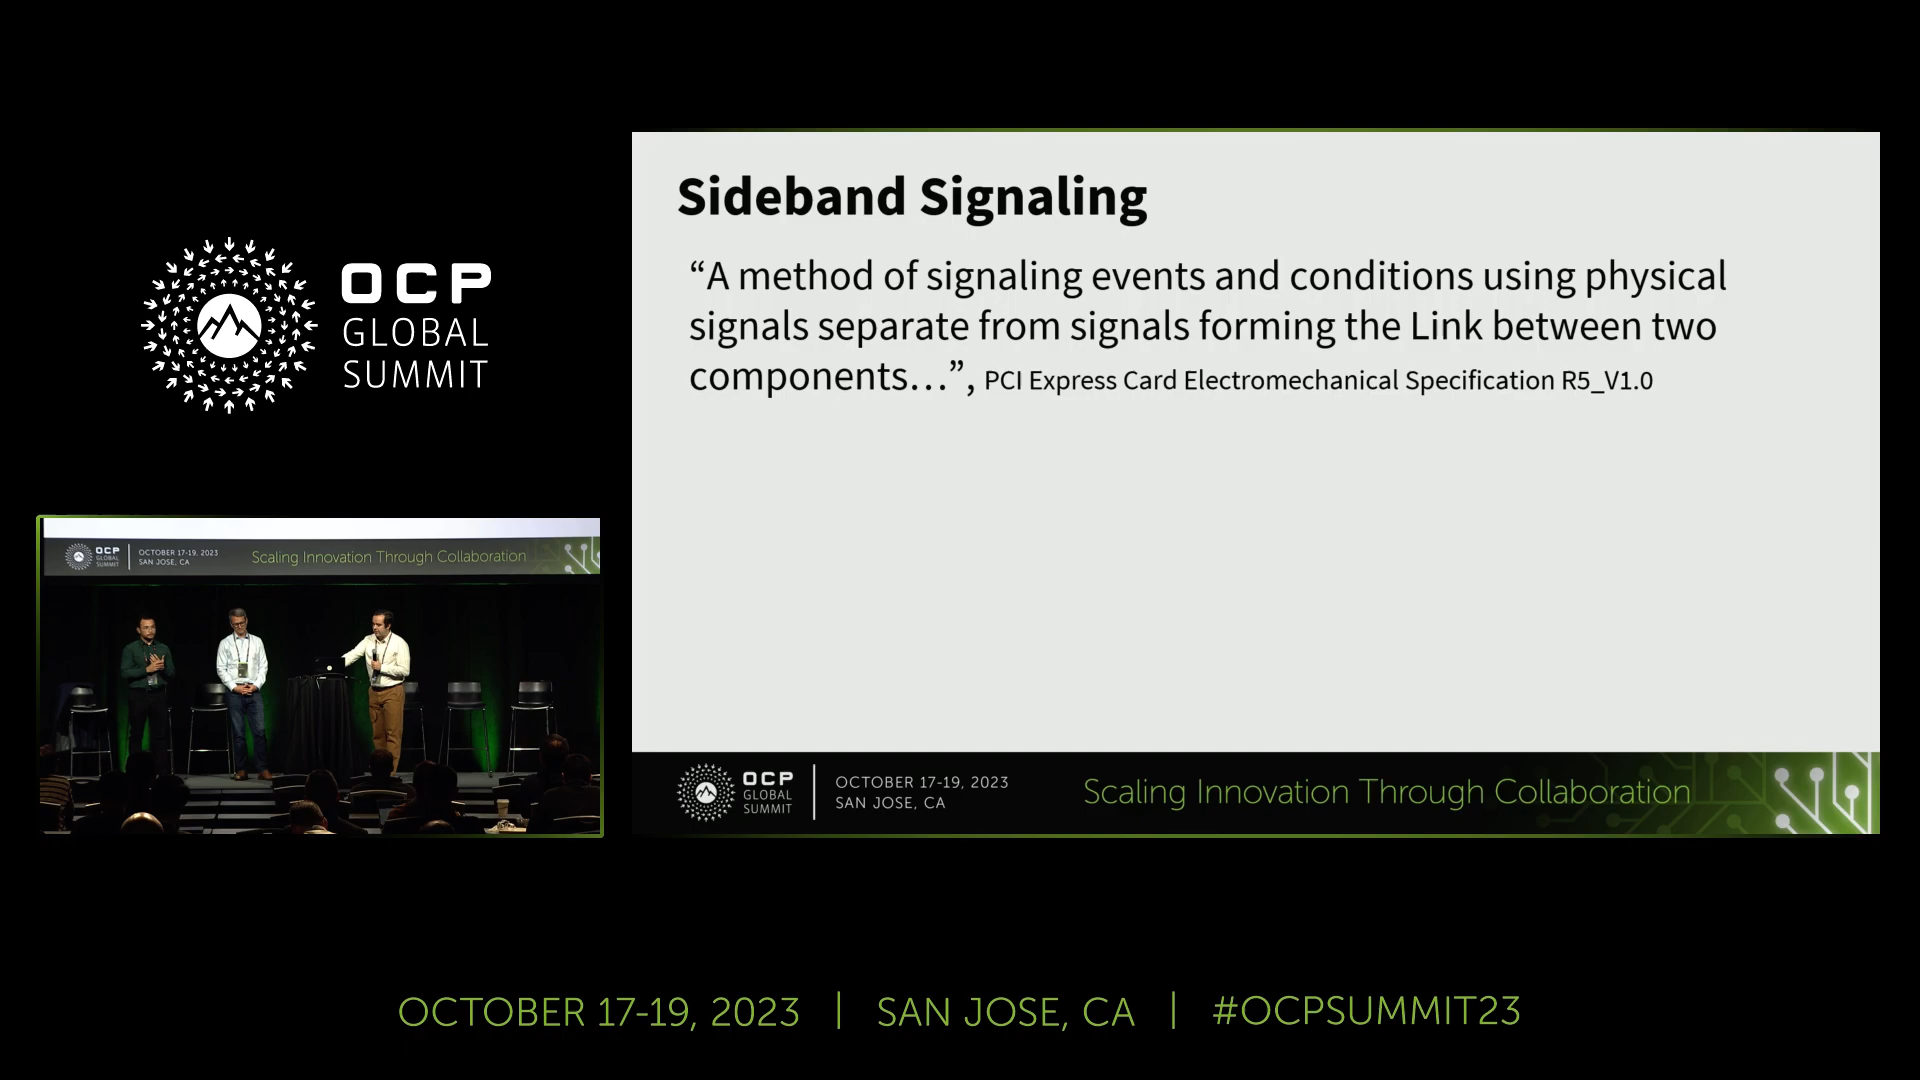 OCP
GLOBAL
SUMMIT
OCP
GLOBAL
SUMMIT
OCTOBER 17-19, 2023
SAN JOSE, CA
Scaling Innovation Through Collaboration
Sideband Signaling
“A method of signaling events and conditions using physical
signals separate from signals forming the Link between two
components…”, PCI Express Card Electromechanical Specification R5_V1.0
OCP
GLOBAL
SUMMIT
OCTOBER 17-19, 2023
SAN JOSE, CA
Scaling Innovation Through Collaboration
OCTOBER 17-19, 2023 | SAN JOSE, CA | #OCPSUMMIT23